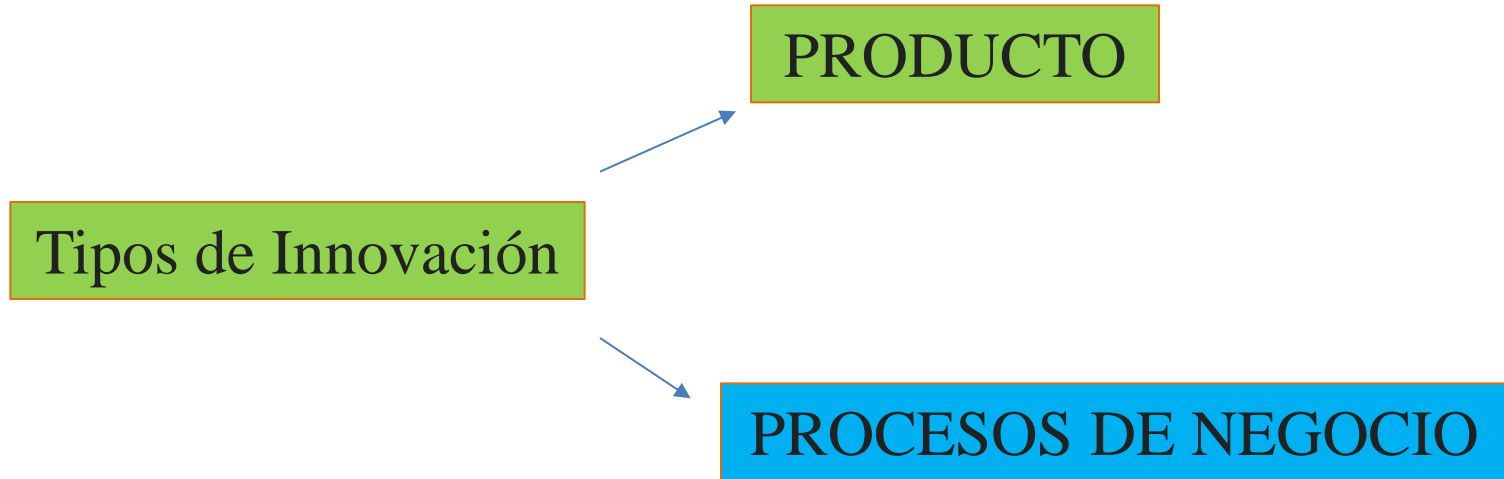 PRODUCTO
Tipos de Innovación
PROCESOS DE NEGOCIO